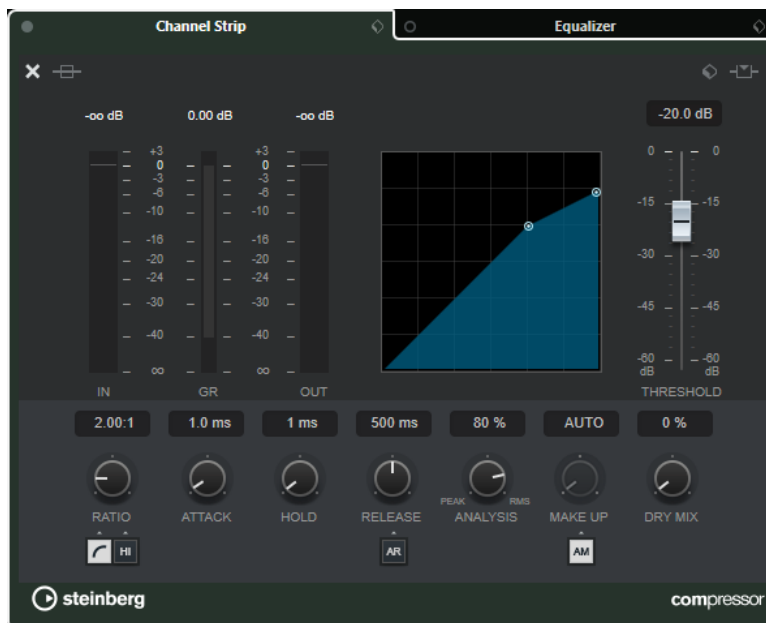 Channel Strip Equalizer
-oo dB 0.00 dB -oo dB -20.0 dB
+3 +3 0 0
0 0
-3 -3
-6 -6
-10 -10 -15 -15
-16 -16
-20 -20 -30 -30
-24 -24
-30 -30 -45 -45
-40 -40
∞ ∞ -60 -60
dB dB
IN GR OUT THRESHOLD
2.00:1 1.0 ms 1 ms 500 ms 80 % AUTO 0 %
PEAK RMS
RATIO ATTACK HOLD RELEASE ANALYSIS MAKE UP DRY MIX
HI AR AM
steinberg compressor